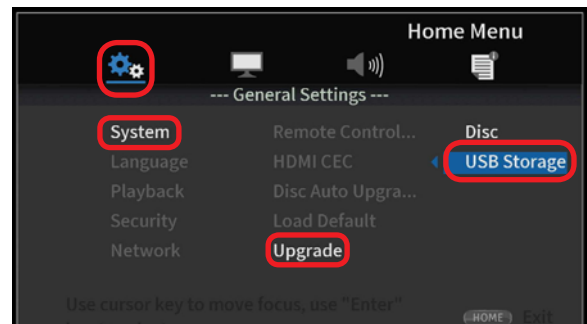 Home Menu
--- General Settings ---
System Remote Control... Disc
Language HDMI CEC USB Storage
Playback Disc Auto Upgra...
Security Load Default
Network Upgrade
Use cursor key to move focus, use "Enter"
HOME Exit